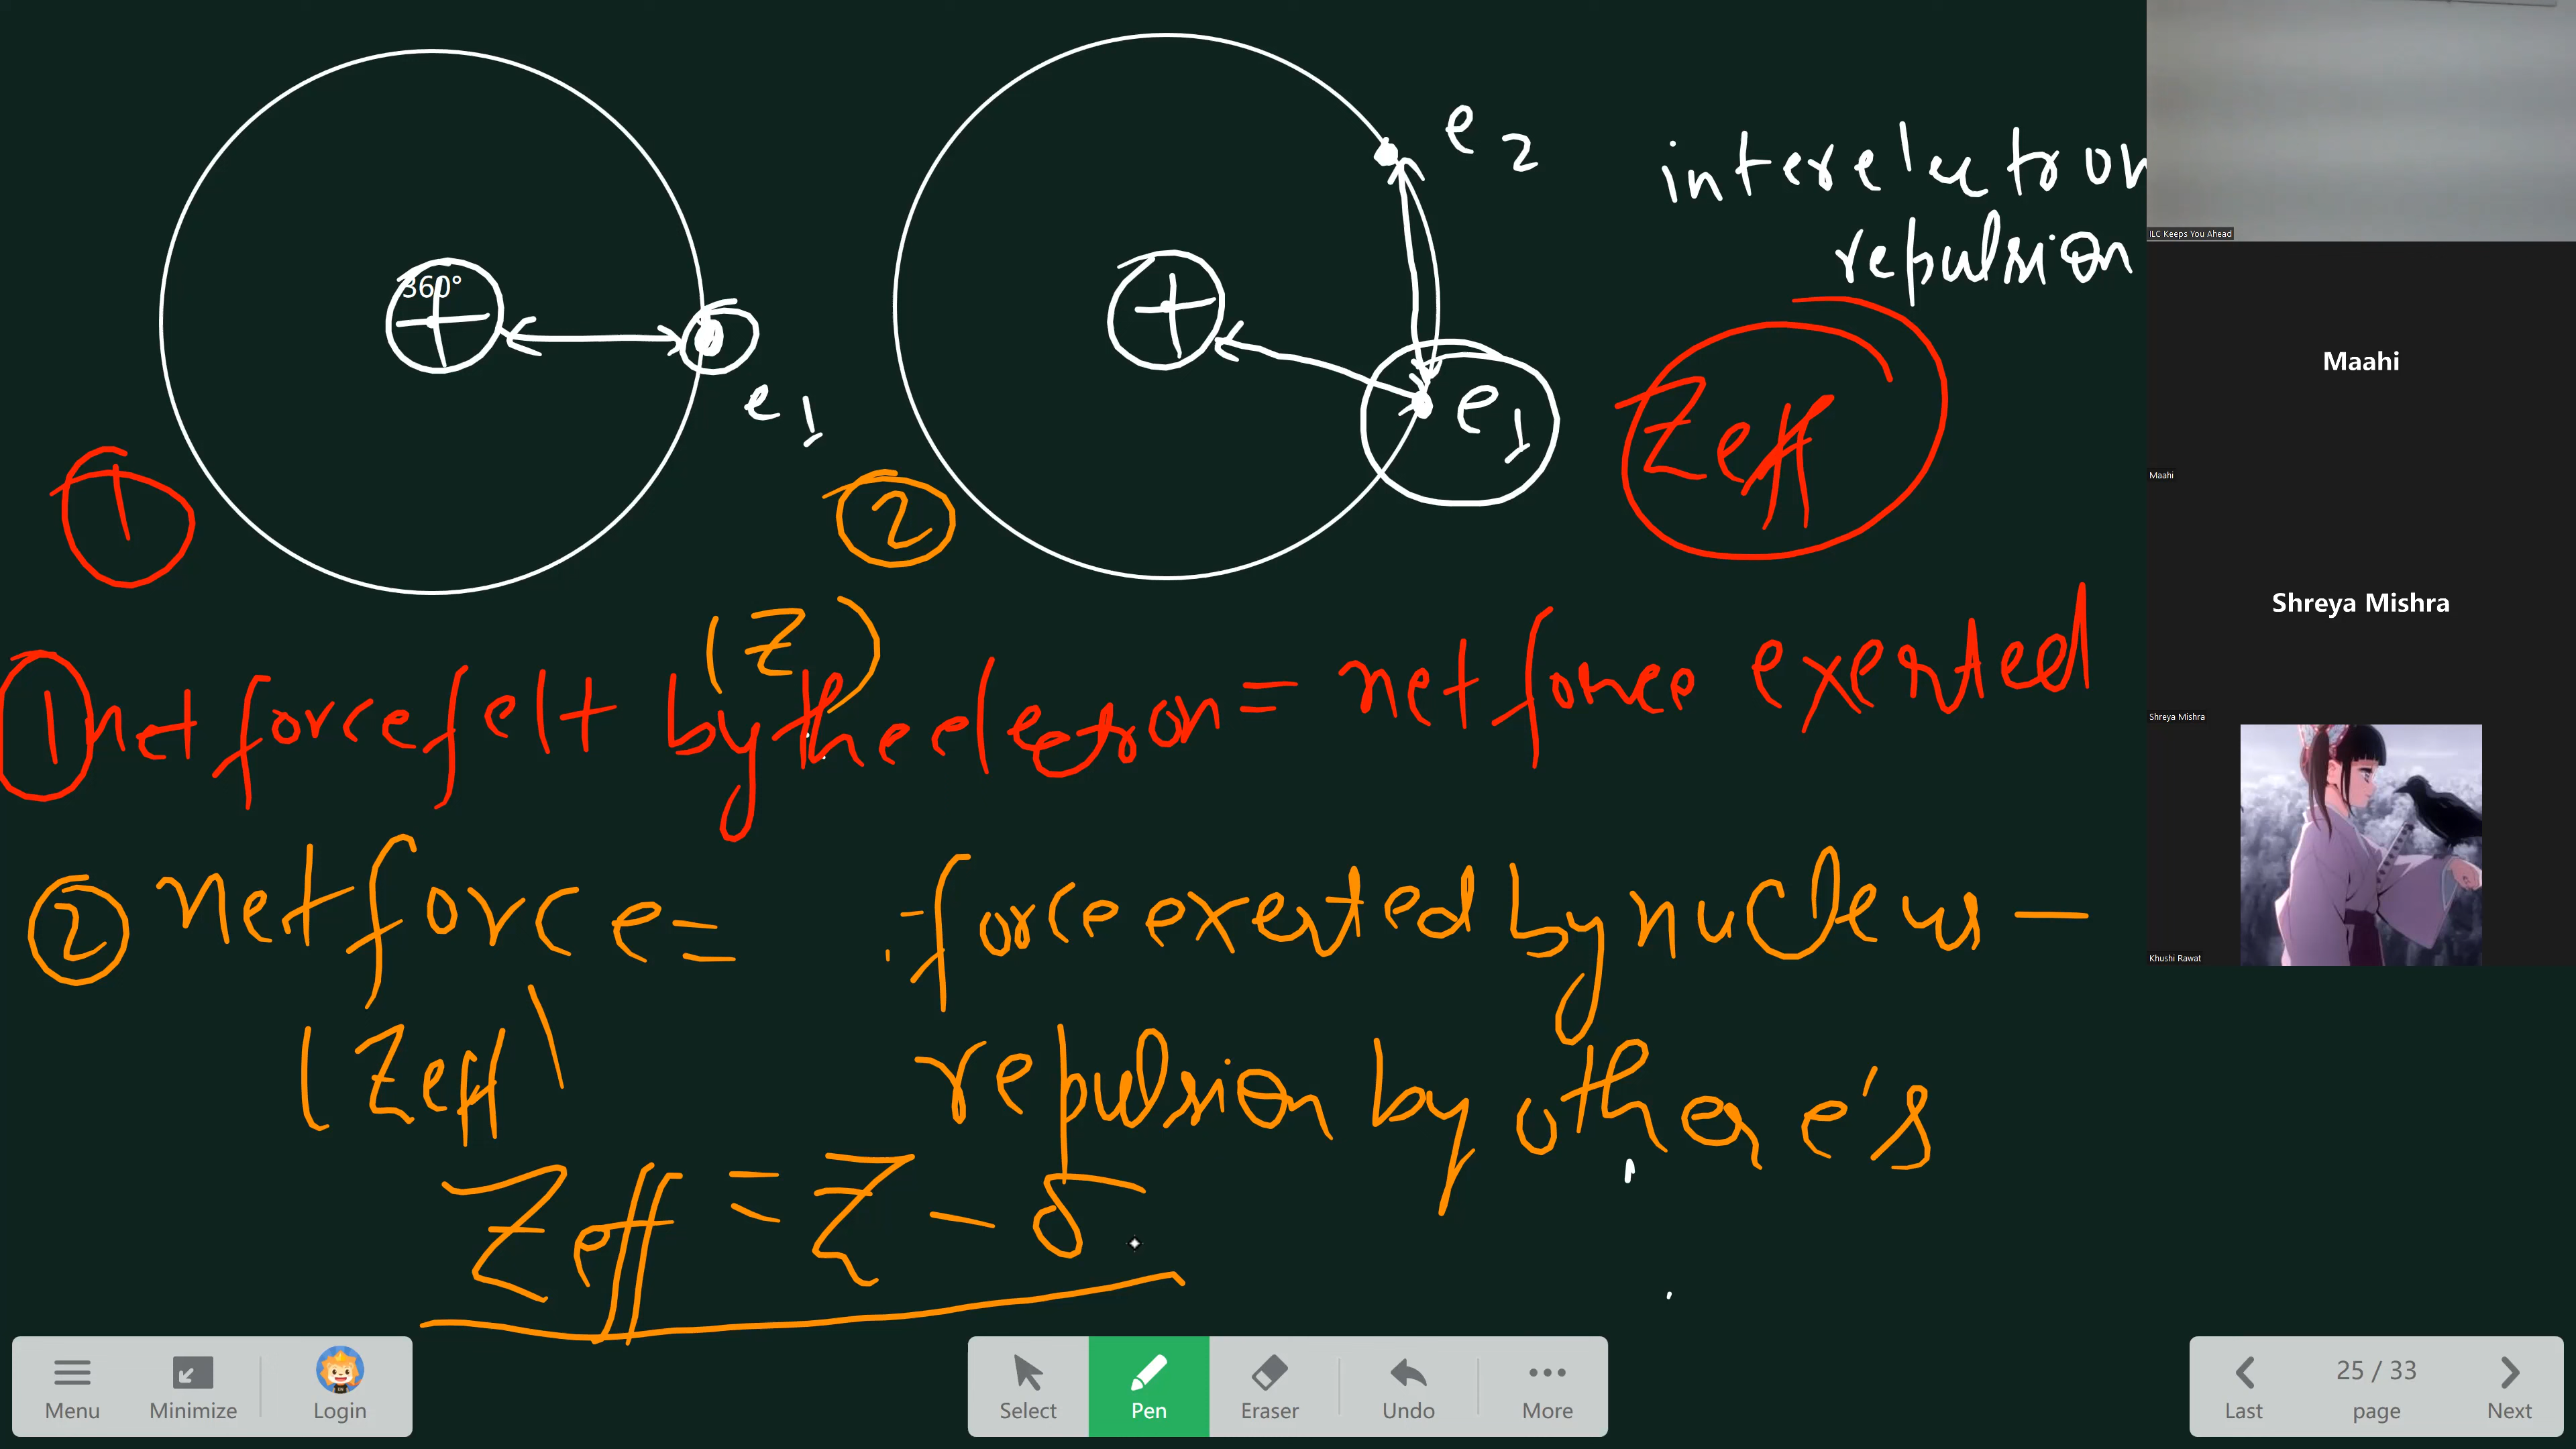 360°
e1
e2
interelectron
repulsion
Zeff
1
2
(Z)
1 net force felt by the electron = net force exerted
2 net force = force exerted by nucleus –
(Zeff)
repulsion by other e's
Zeff = Z – σ
e1
ILC Keeps You Ahead
Maahi
Maahi
Shreya Mishra
Shreya Mishra
Khushi Rawat
Menu
Minimize
Login
Select
Pen
Eraser
Undo
More
Last
25 / 33
page
Next